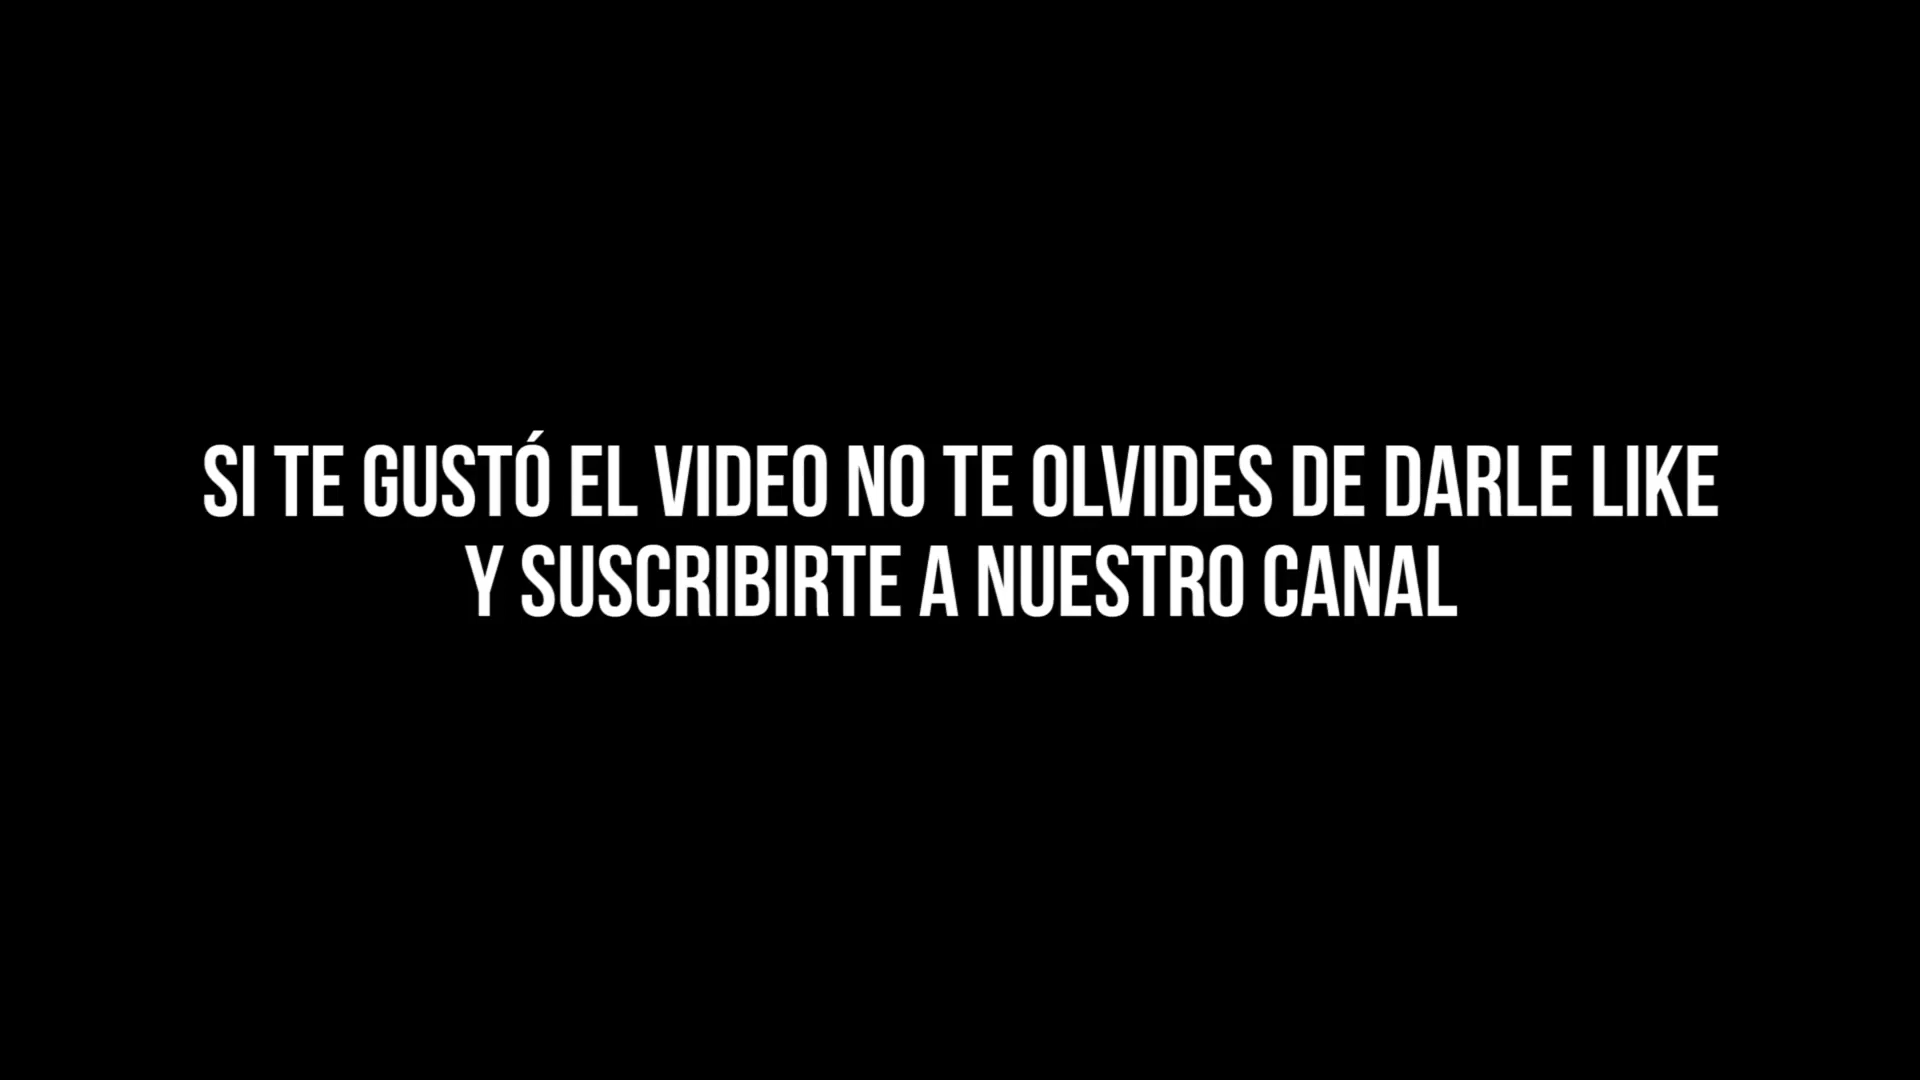 SI TE GUSTÓ EL VIDEO NO TE OLVIDES DE DARLE LIKE
Y SUSCRIBIRTE A NUESTRO CANAL